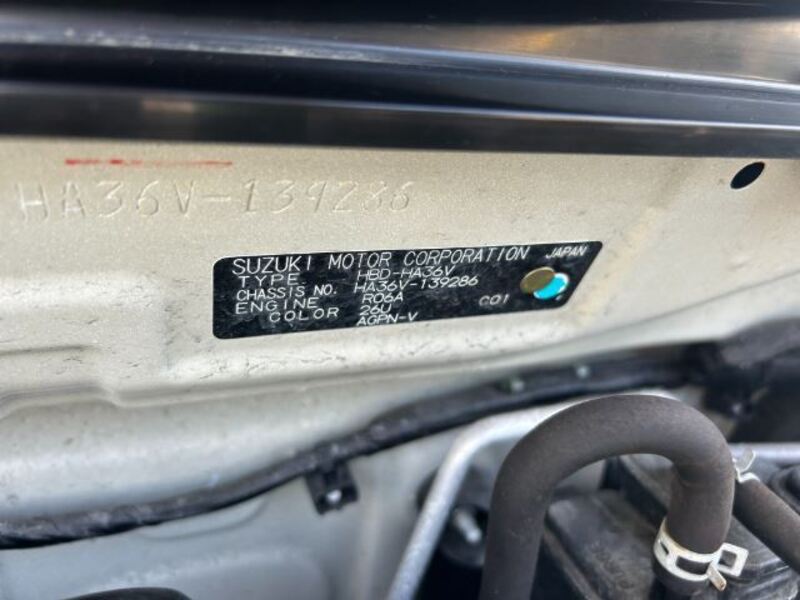 HA36V-139286
SUZUKI MOTOR CORPORATION JAPAN
TYPE HBD-HA36V
CHASSIS NO. HA36V-139286
ENGINE R06A C01
COLOR 26U
AGPN-V